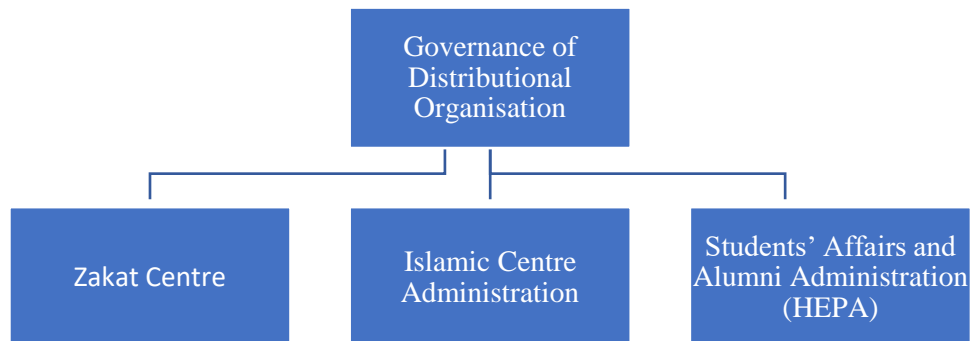 Governance of
Distributional
Organisation
Zakat Centre
Islamic Centre
Administration
Students’ Affairs and
Alumni Administration
(HEPA)